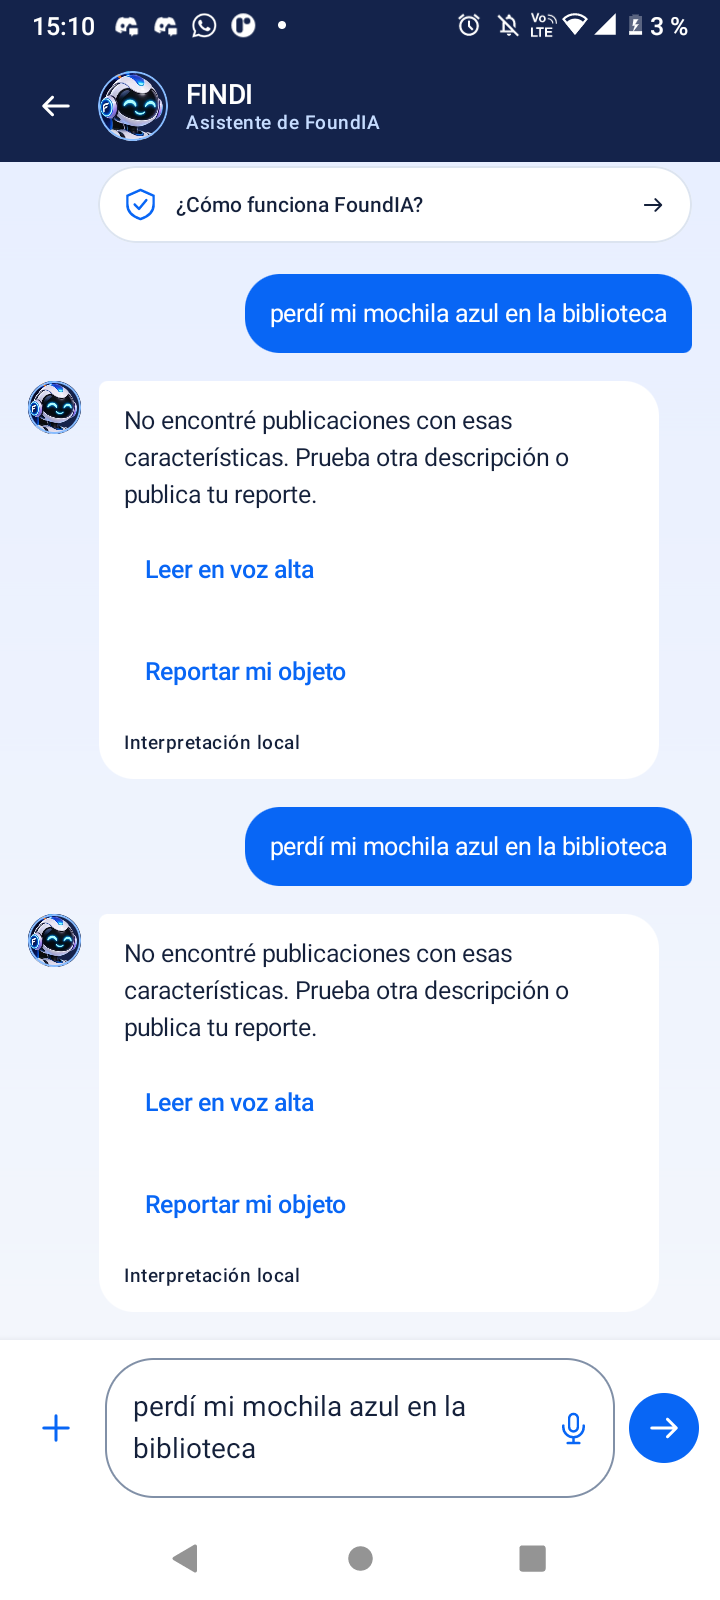 15:10
Vo LTE
3 %
FINDI
Asistente de FoundIA
¿Cómo funciona FoundIA?
perdí mi mochila azul en la biblioteca
No encontré publicaciones con esas
características. Prueba otra descripción o
publica tu reporte.
Leer en voz alta
Reportar mi objeto
Interpretación local
perdí mi mochila azul en la biblioteca
No encontré publicaciones con esas
características. Prueba otra descripción o
publica tu reporte.
Leer en voz alta
Reportar mi objeto
Interpretación local
perdí mi mochila azul en la
biblioteca